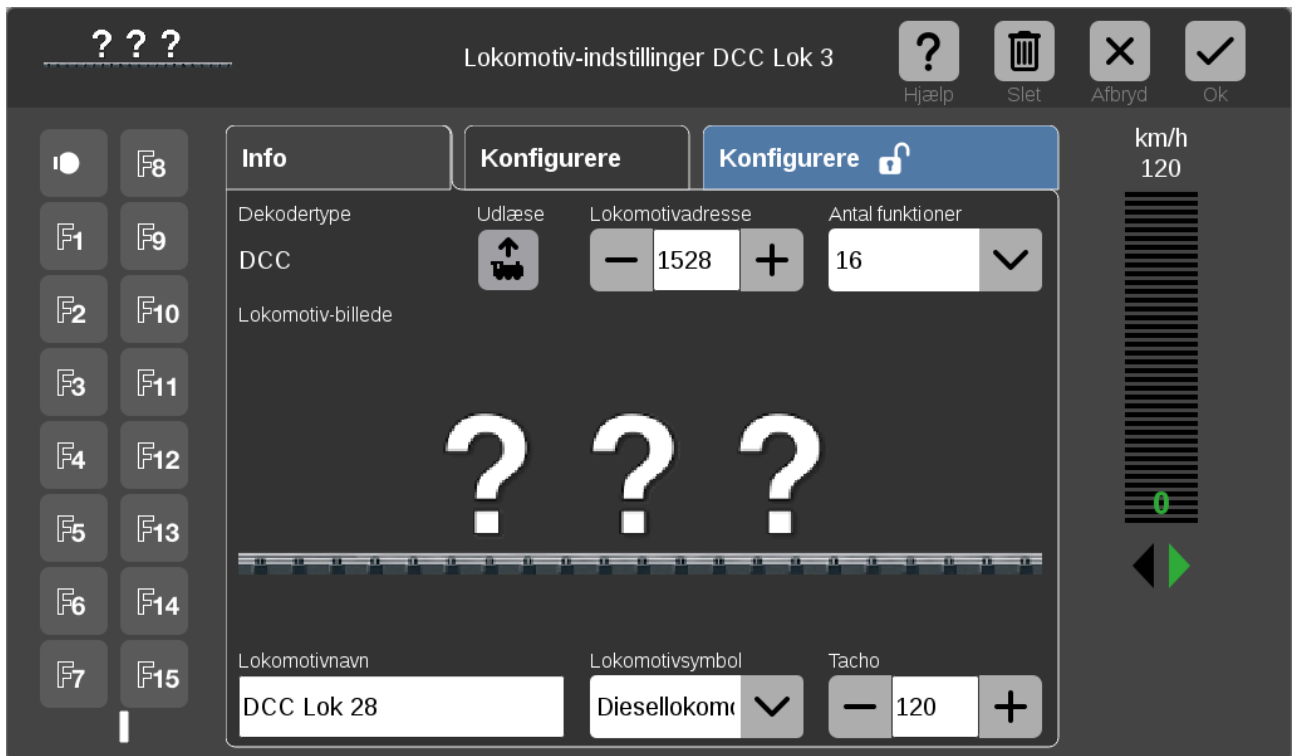 ? ? ?
Lokomotiv-indstillinger DCC Lok 3
?
Hjælp
Slet
Afbryd
Ok
F8
F1
F9
F2
F10
F3
F11
F4
F12
F5
F13
F6
F14
F7
F15
Info
Konfigurere
Konfigurere
Dekodertype
Udlæse
Lokomotivadresse
Antal funktioner
DCC
1528
16
Lokomotiv-billede
? ? ?
Lokomotivnavn
Lokomotivsymbol
Tacho
DCC Lok 28
Diesellokom
120
km/h
120
0